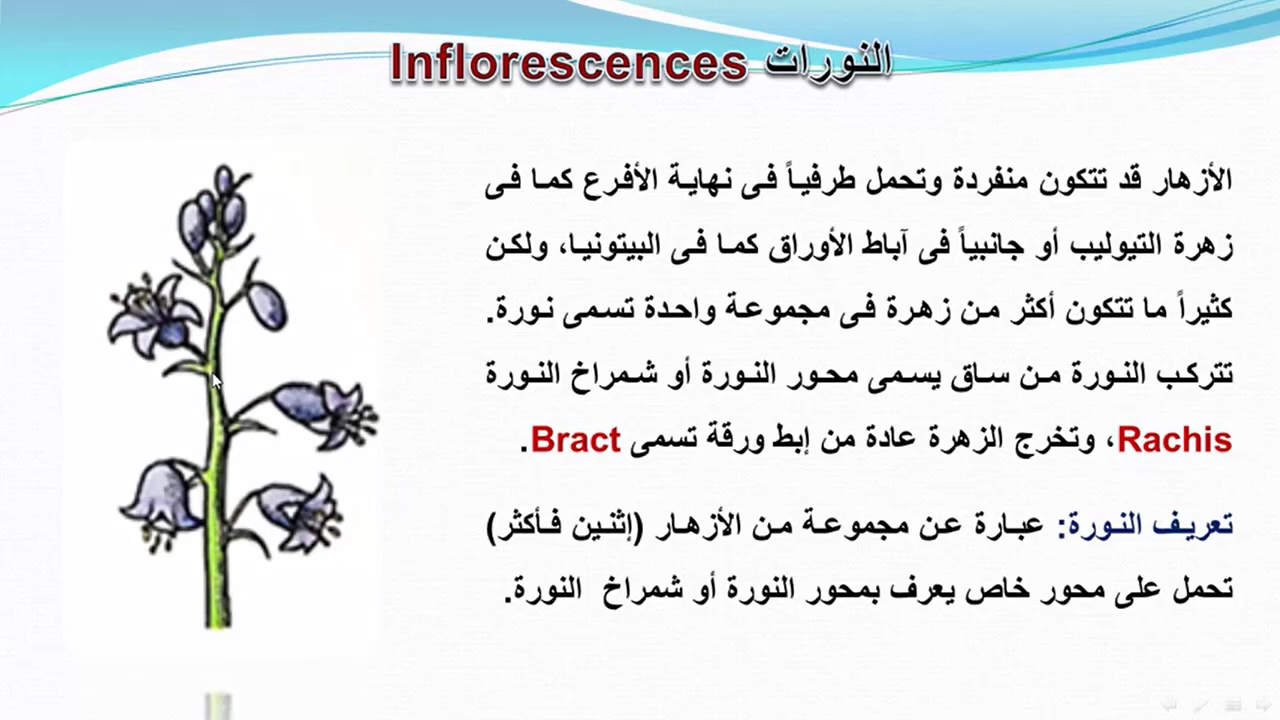 النورات Inflorescences
الأزهار قد تتكون منفردة وتحمل طرفياً فى نهاية الأفرع كما فى
زهرة التيوليب أو جانبياً فى آباط الأوراق كما فى البيتونيا، ولكن
كثيراً ما تتكون أكثر من زهرة فى مجموعة واحدة تسمى نورة.
تتركب النورة من ساق يسمى محور النورة أو شمراخ النورة
Rachis، وتخرج الزهرة عادة من إبط ورقة تسمى Bract.
تعريف النورة: عبارة عن مجموعة من الأزهار (إثنين فأكثر)
تحمل على محور خاص يعرف بمحور النورة أو شمراخ النورة.